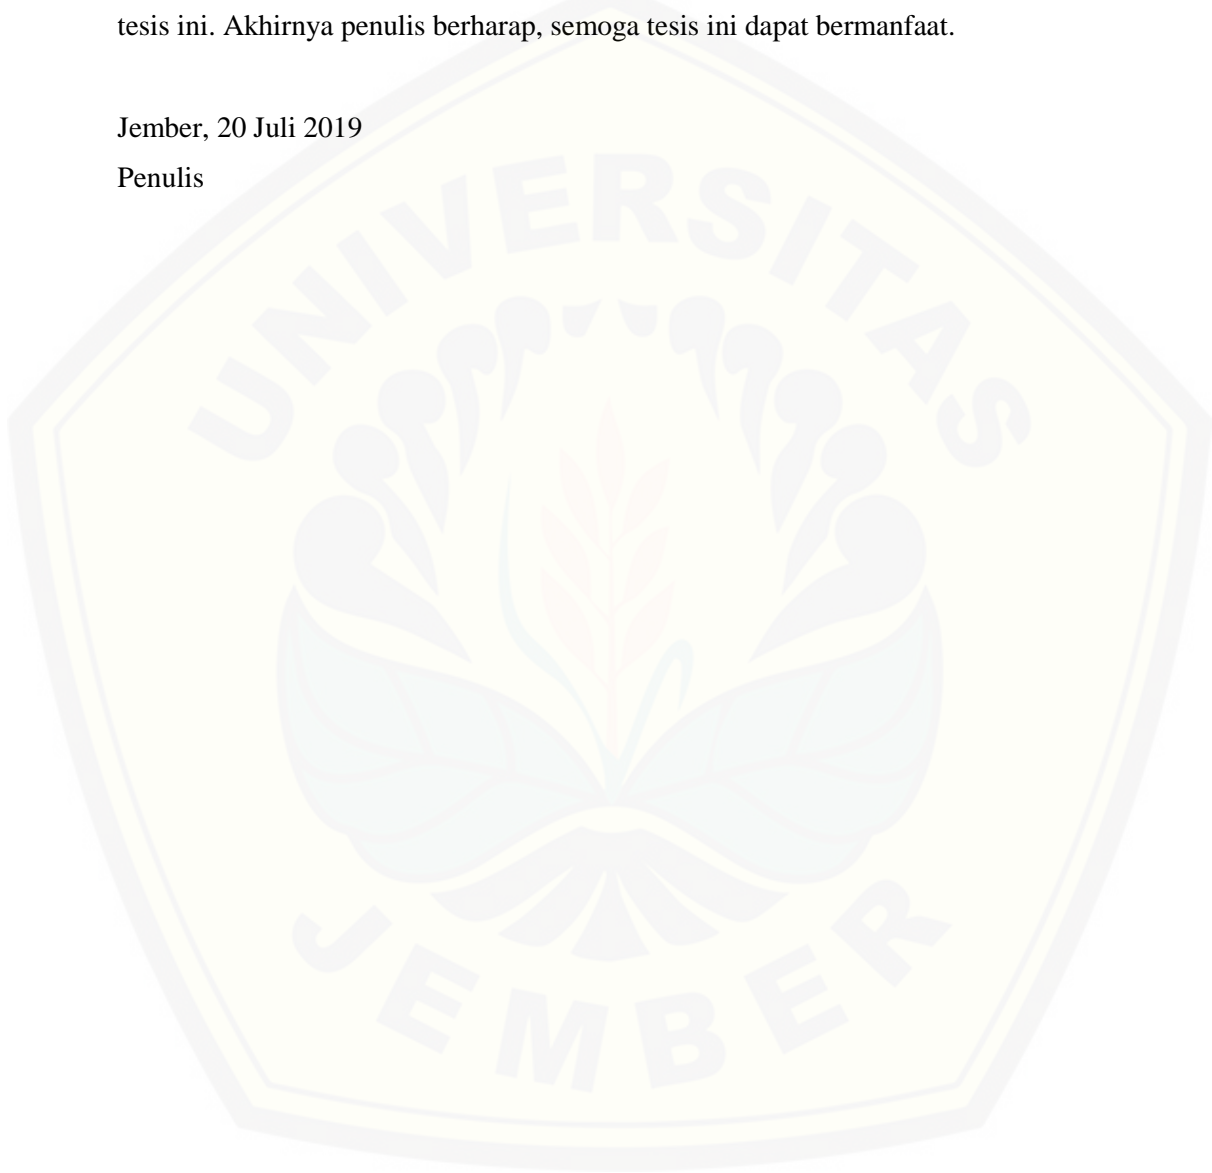 tesis ini. Akhirnya penulis berharap, semoga tesis ini dapat bermanfaat.
Jember, 20 Juli 2019
Penulis
UNIVERSITAS
JEMBER